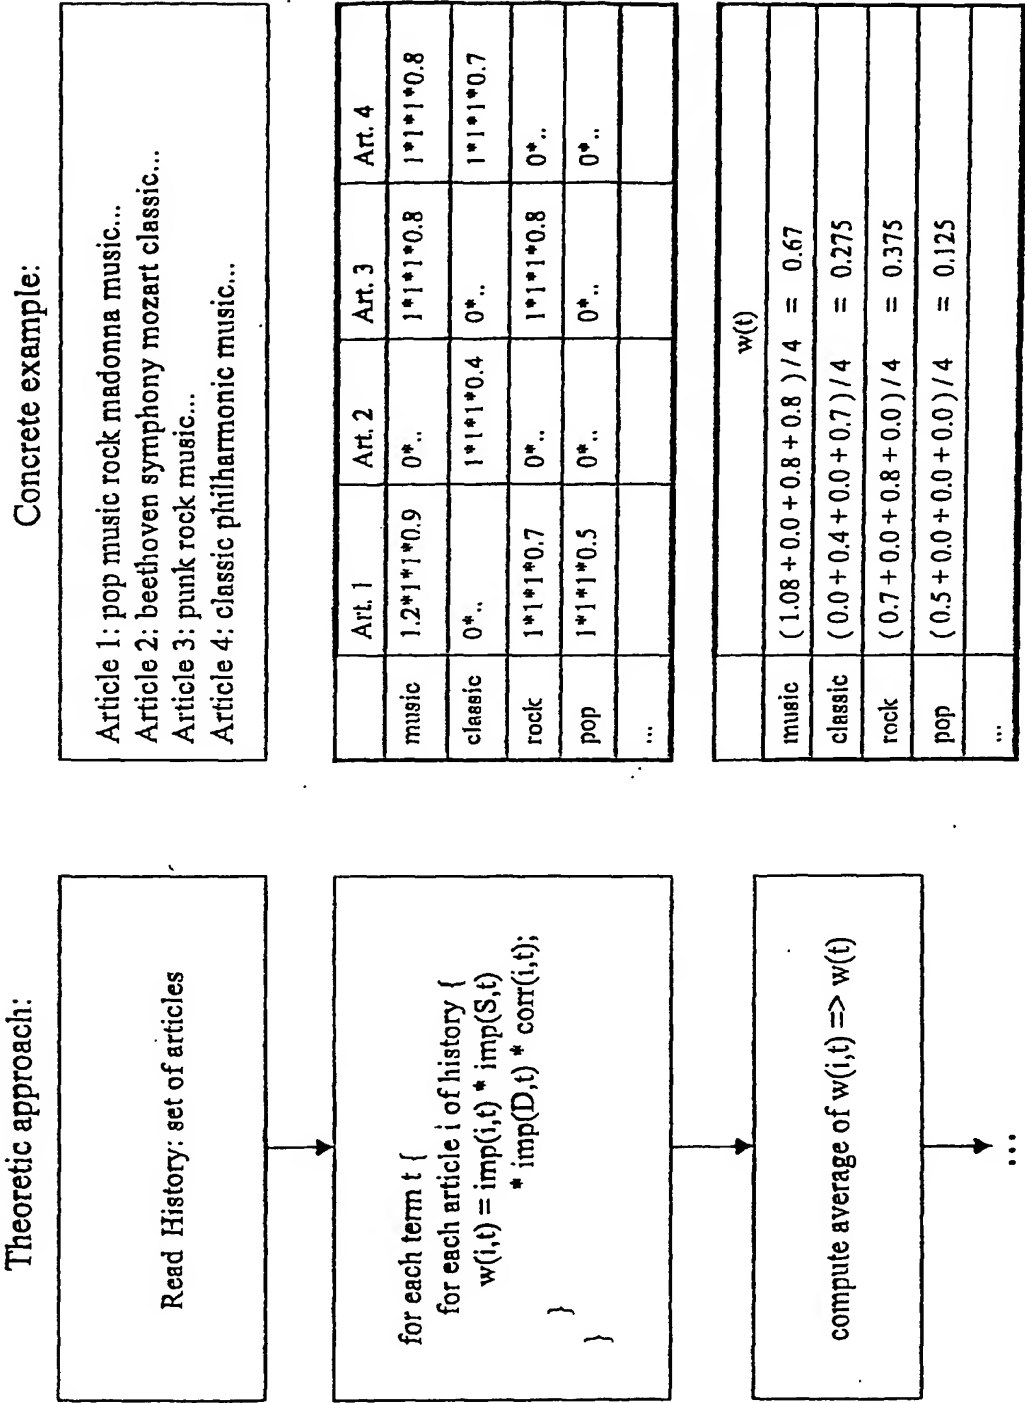 Theoretic approach:
Read History: set of articles
for each term t {
for each article i of history {
w(i,t) = imp(i,t) * imp(S,t)
* imp(D,t) * corr(i,t);
}
}
compute average of w(i,t) => w(t)
...
Concrete example:
Article 1: pop music rock madonna music...
Article 2: beethoven symphony mozart classic...
Article 3: punk rock music...
Article 4: classic philharmonic music...
Art. 1 Art. 2 Art. 3 Art. 4
music 1.2*1*1*0.9 0*.. 1*1*1*0.8 1*1*1*0.8
classic 0*.. 1*1*1*0.4 0*.. 1*1*1*0.7
rock 1*1*1*0.7 0*.. 1*1*1*0.8 0*..
pop 1*1*1*0.5 0*.. 0*.. 0*..
...
w(t)
music ( 1.08 + 0.0 + 0.8 + 0.8 ) / 4 = 0.67
classic ( 0.0 + 0.4 + 0.0 + 0.7 ) / 4 = 0.275
rock ( 0.7 + 0.0 + 0.8 + 0.0 ) / 4 = 0.375
pop ( 0.5 + 0.0 + 0.0 + 0.0 ) / 4 = 0.125
...